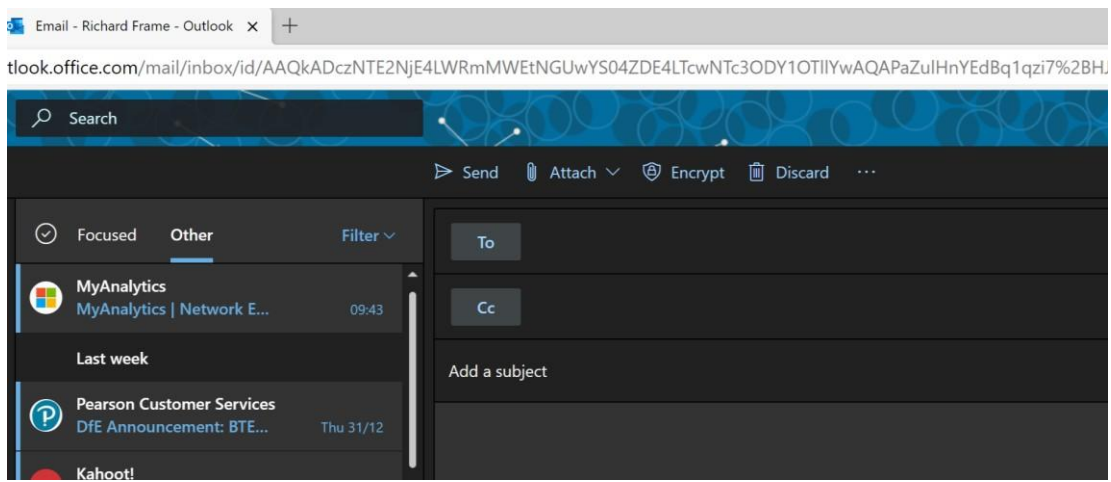 Email - Richard Frame - Outlook
tlook.office.com/mail/inbox/id/AAQkADczNTE2NjE4LWRmMWEtNGUwYS04ZDE4LTcwNTc3ODY1OTllYwAQAPaZulHnYEdBq1qzi7%2BHJ
Search
Send Attach Encrypt Discard ...
Focused Other Filter
To
MyAnalytics
MyAnalytics | Network E... 09:43
Cc
Last week
Add a subject
Pearson Customer Services
DfE Announcement: BTE... Thu 31/12
Kahoot!